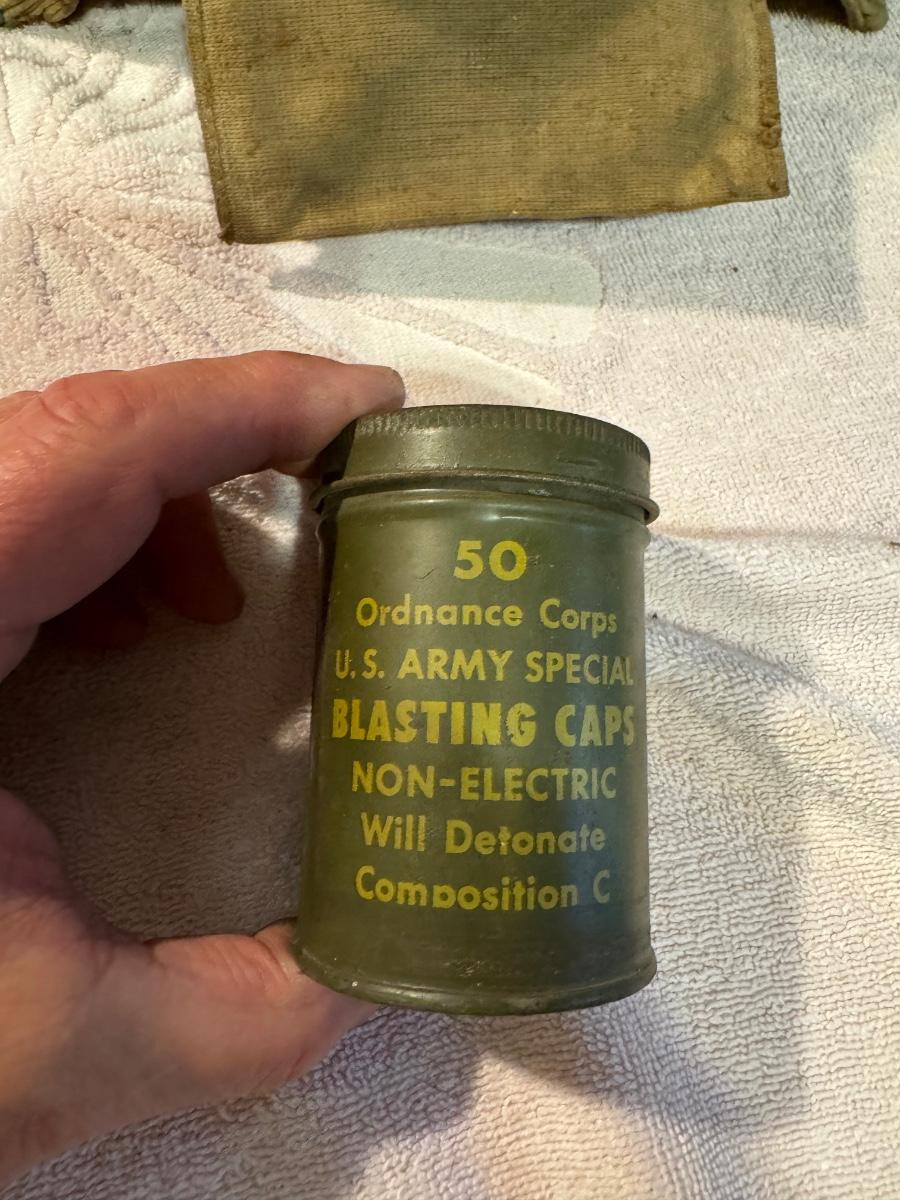 50
Ordnance Corps
U.S. ARMY SPECIAL
BLASTING CAPS
NON-ELECTRIC
Will Detonate
Composition C